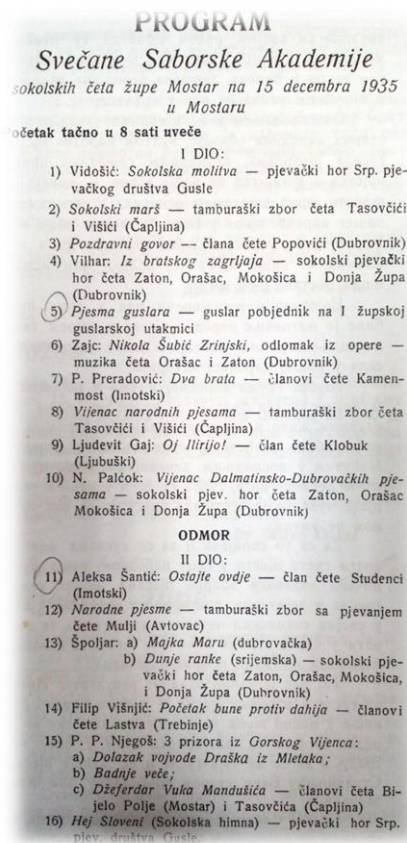 PROGRAM
Svečane Saborske Akademije
sokolskih četa župe Mostar na 15 decembra 1935
u Mostaru
Početak tačno u 8 sati uveče
I DIO:
1) Vidošić: Sokolska molitva — pjevački hor Srp. pje-
vačkog društva Gusle
2) Sokolski marš — tamburaški zbor četa Tasovčići
i Višići (Čapljina)
3) Pozdravni govor -- člana čete Popovići (Dubrovnik)
4) Vilhar: Iz bratskog zagrljaja — sokolski pjevački
hor četa Zaton, Orašac, Mokošica i Donja Župa
(Dubrovnik)
5) Pjesma guslara — guslar pobjednik na I župskoj
guslarskoj utakmici
6) Zajc: Nikola Šubić Zrinjski, odlomak iz opere —
muzika četa Orašac i Zaton (Dubrovnik)
7) P. Preradović: Dva brata — članovi čete Kamen-
most (Imotski)
8) Vijenac narodnih pjesama — tamburaški zbor četa
Tasovčići i Višići (Čapljina)
9) Ljudevit Gaj: Oj Ilirijo! — član čete Klobuk
(Ljubuški)
10) N. Palćok: Vijenac Dalmatinsko-Dubrovačkih pje-
sama — sokolski pjev. hor četa Zaton, Orašac
Mokošica i Donja Župa (Dubrovnik)
ODMOR
II DIO:
11) Aleksa Šantić: Ostajte ovdje — član čete Studenci
(Imotski)
12) Narodne pjesme — tamburaški zbor sa pjevanjem
čete Mulji (Avtovac)
13) Špoljar: a) Majka Maru (dubrovačka)
b) Dunje ranke (srijemska) — sokolski pje-
vački hor četa Zaton, Orašac, Mokošica,
i Donja Župa (Duhrovnik)
14) Filip Višnjić: Početak bune protiv dahija — članovi
čete Lastva (Trebinje)
15) P. P. Njegoš: 3 prizora iz Gorskog Vijenca:
a) Dolazak vojvode Draška iz Mletaka;
b) Badnje veče;
c) Džeferdar Vuka Mandušića — članovi četa Bi-
jelo Polje (Mostar) i Tasovčića (Čapljina)
16) Hej Sloveni (Sokolska himna) — pjevački hor Srp.
pjev. društva Gusle.